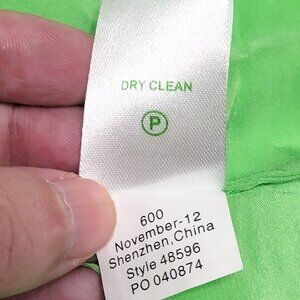 DRY CLEAN
P
600
November-12
Shenzhen, China
Style 48596
PO 040874